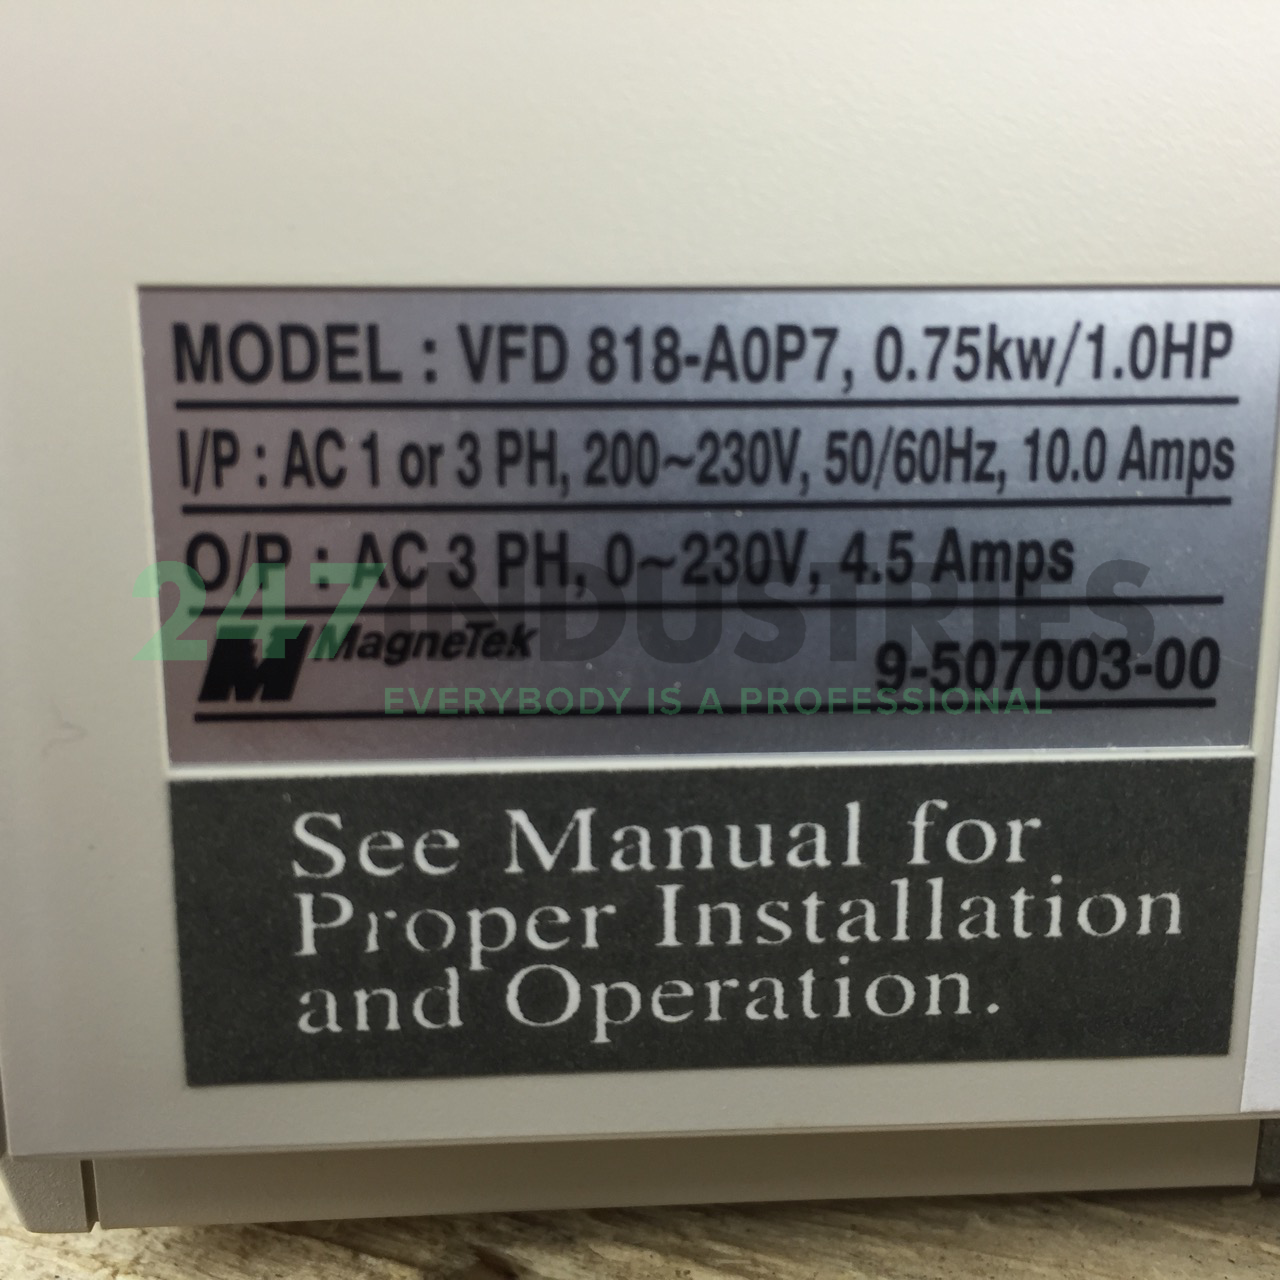 MODEL : VFD 818-A0P7, 0.75kw/1.0HP
I/P : AC 1 or 3 PH, 200~230V, 50/60Hz, 10.0 Amps
O/P : AC 3 PH, 0~230V, 4.5 Amps
247INDUSTRIES
MagneTek 9-507003-00
EVERYBODY IS A PROFESSIONAL
See Manual for
Proper Installation
and Operation.